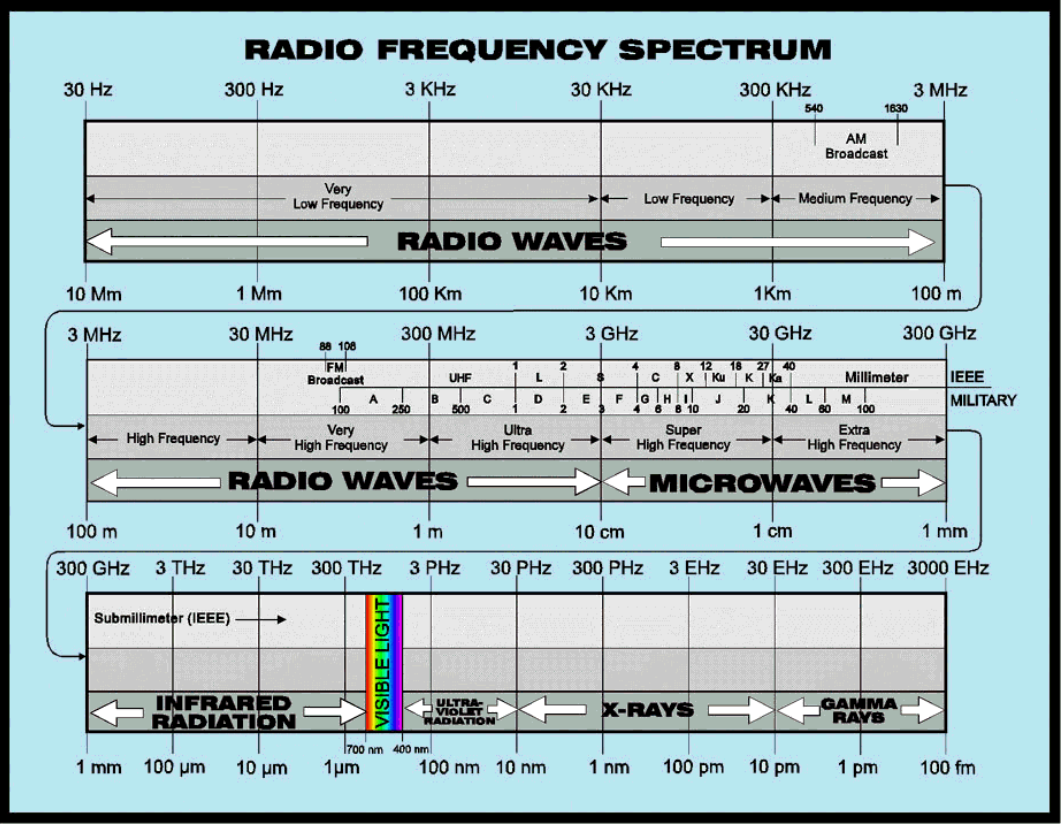 RADIO FREQUENCY SPECTRUM
30 Hz 300 Hz 3 KHz 30 KHz 300 KHz 3 MHz
540 1630
AM
Broadcast
Very
Low Frequency
Low Frequency
Medium Frequency
RADIO WAVES
10 Mm 1 Mm 100 Km 10 Km 1Km 100 m
3 MHz 30 MHz 300 MHz 3 GHz 30 GHz 300 GHz
88 108
FM
Broadcast
1 2 4 8 12 18 27 40
UHF L S C X Ku K Ka Millimeter IEEE
A B C D E F G H I J K L M MILITARY
100 250 500 1 2 3 4 6 8 10 20 40 60 100
High Frequency
Very
High Frequency
Ultra
High Frequency
Super
High Frequency
Extra
High Frequency
RADIO WAVES MICROWAVES
100 m 10 m 1 m 10 cm 1 cm 1 mm
300 GHz 3 THz 30 THz 300 THz 3 PHz 30 PHz 300 PHz 3 EHz 30 EHz 300 EHz 3000 EHz
Submillimeter (IEEE)
VISIBLE LIGHT
INFRARED
RADIATION
ULTRA-
VIOLET
RADIATION
X-RAYS
GAMMA
RAYS
700 nm 400 nm
1 mm 100 µm 10 µm 1µm 100 nm 10 nm 1 nm 100 pm 10 pm 1 pm 100 fm